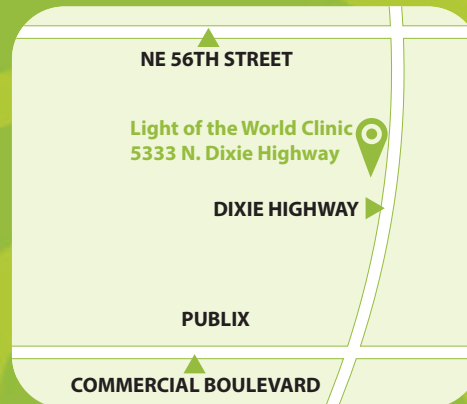 NE 56TH STREET
Light of the World Clinic
5333 N. Dixie Highway
DIXIE HIGHWAY
PUBLIX
COMMERCIAL BOULEVARD